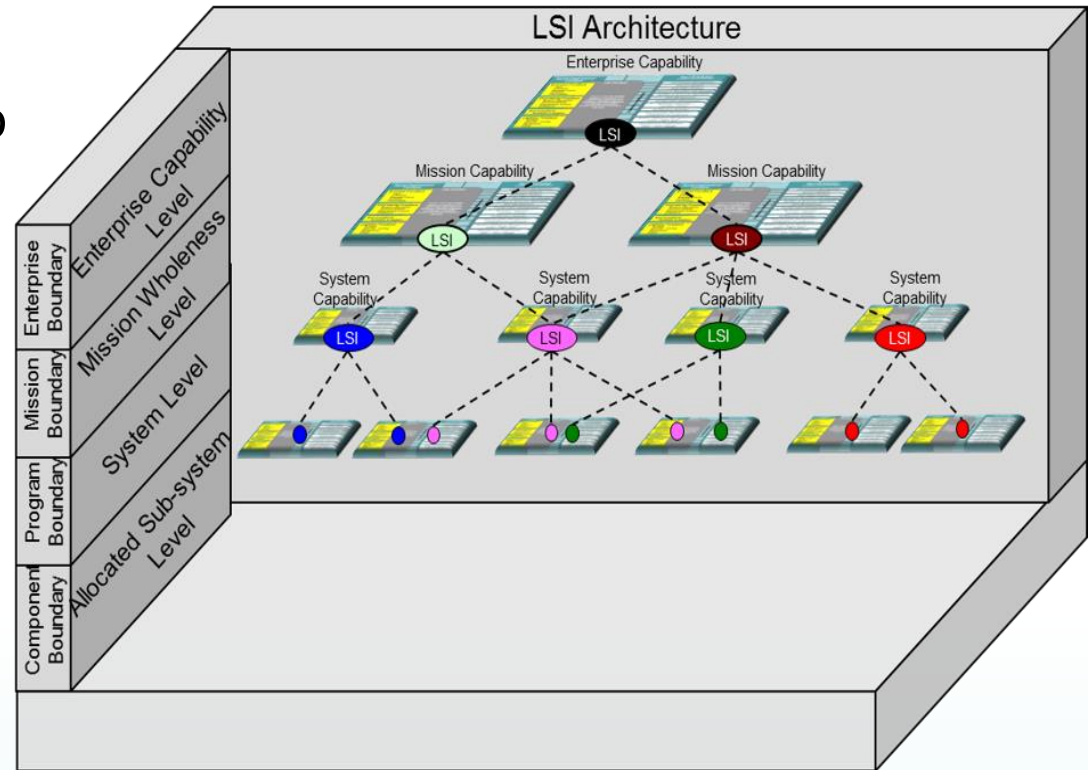 LSI Architecture
Enterprise Capability
LSI
Mission Capability
Mission Capability
LSI
LSI
System
Capability
System
Capability
System
Capability
System
Capability
LSI
LSI
LSI
LSI
Enterprise Capability
Level
Mission Wholeness
Level
System Level
Allocated Sub-system
Level
Enterprise
Boundary
Mission
Boundary
Program
Boundary
Component
Boundary